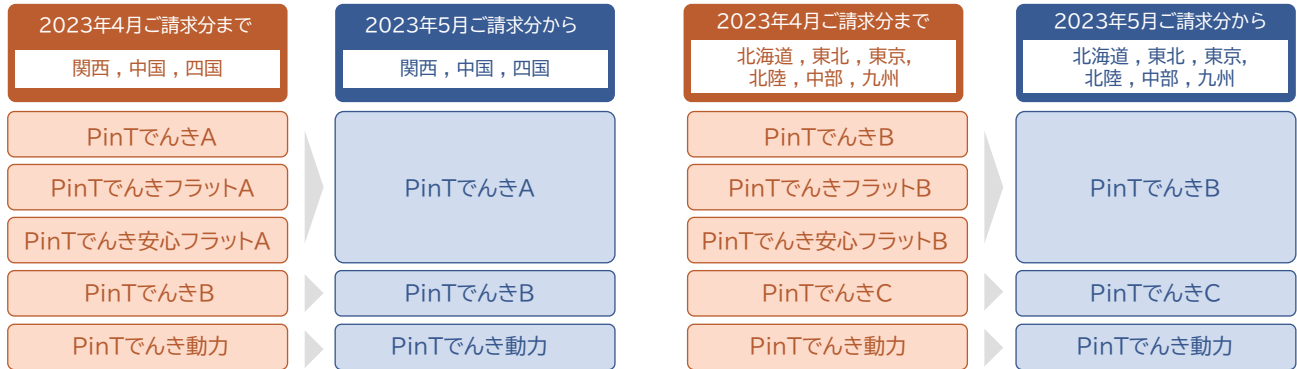 2023年4月ご請求分まで
関西 , 中国 , 四国
PinTでんきA
PinTでんきフラットA
PinTでんき安心フラットA
PinTでんきB
PinTでんき動力
2023年5月ご請求分から
関西 , 中国 , 四国
PinTでんきA
PinTでんきB
PinTでんき動力
2023年4月ご請求分まで
北海道 , 東北 , 東京,
北陸 , 中部 , 九州
PinTでんきB
PinTでんきフラットB
PinTでんき安心フラットB
PinTでんきC
PinTでんき動力
2023年5月ご請求分から
北海道 , 東北 , 東京,
北陸 , 中部 , 九州
PinTでんきB
PinTでんきC
PinTでんき動力